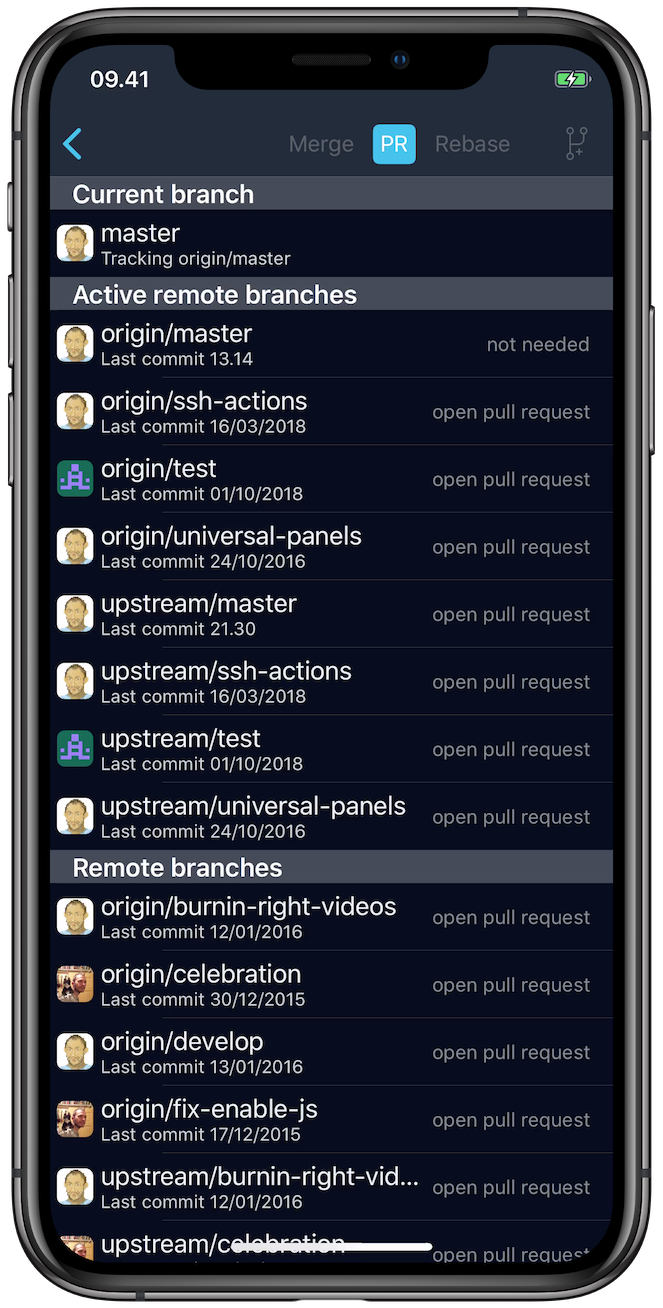 09.41
Merge PR Rebase
Current branch
master
Tracking origin/master
Active remote branches
origin/master
Last commit 13.14
not needed
origin/ssh-actions
Last commit 16/03/2018
open pull request
origin/test
Last commit 01/10/2018
open pull request
origin/universal-panels
Last commit 24/10/2016
open pull request
upstream/master
Last commit 21.30
open pull request
upstream/ssh-actions
Last commit 16/03/2018
open pull request
upstream/test
Last commit 01/10/2018
open pull request
upstream/universal-panels
Last commit 24/10/2016
open pull request
Remote branches
origin/burnin-right-videos
Last commit 12/01/2016
open pull request
origin/celebration
Last commit 30/12/2015
open pull request
origin/develop
Last commit 13/01/2016
open pull request
origin/fix-enable-js
Last commit 17/12/2015
open pull request
upstream/burnin-right-vid...
Last commit 12/01/2016
open pull request
upstream/celebration
open pull request